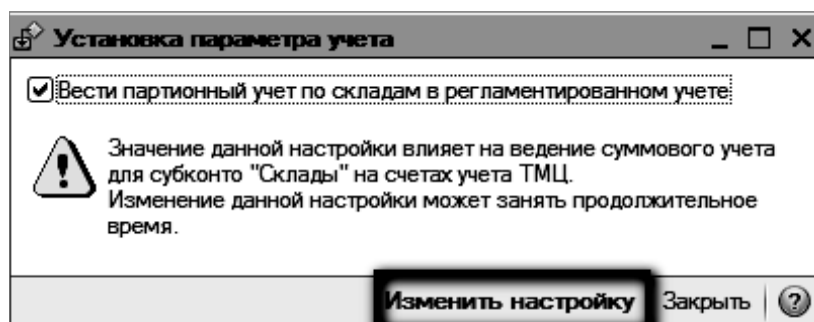 Установка параметра учета
Вести партионный учет по складам в регламентированном учете
Значение данной настройки влияет на ведение суммового учета
для субконто "Склады" на счетах учета ТМЦ.
Изменение данной настройки может занять продолжительное
время.
Изменить настройку Закрыть ?